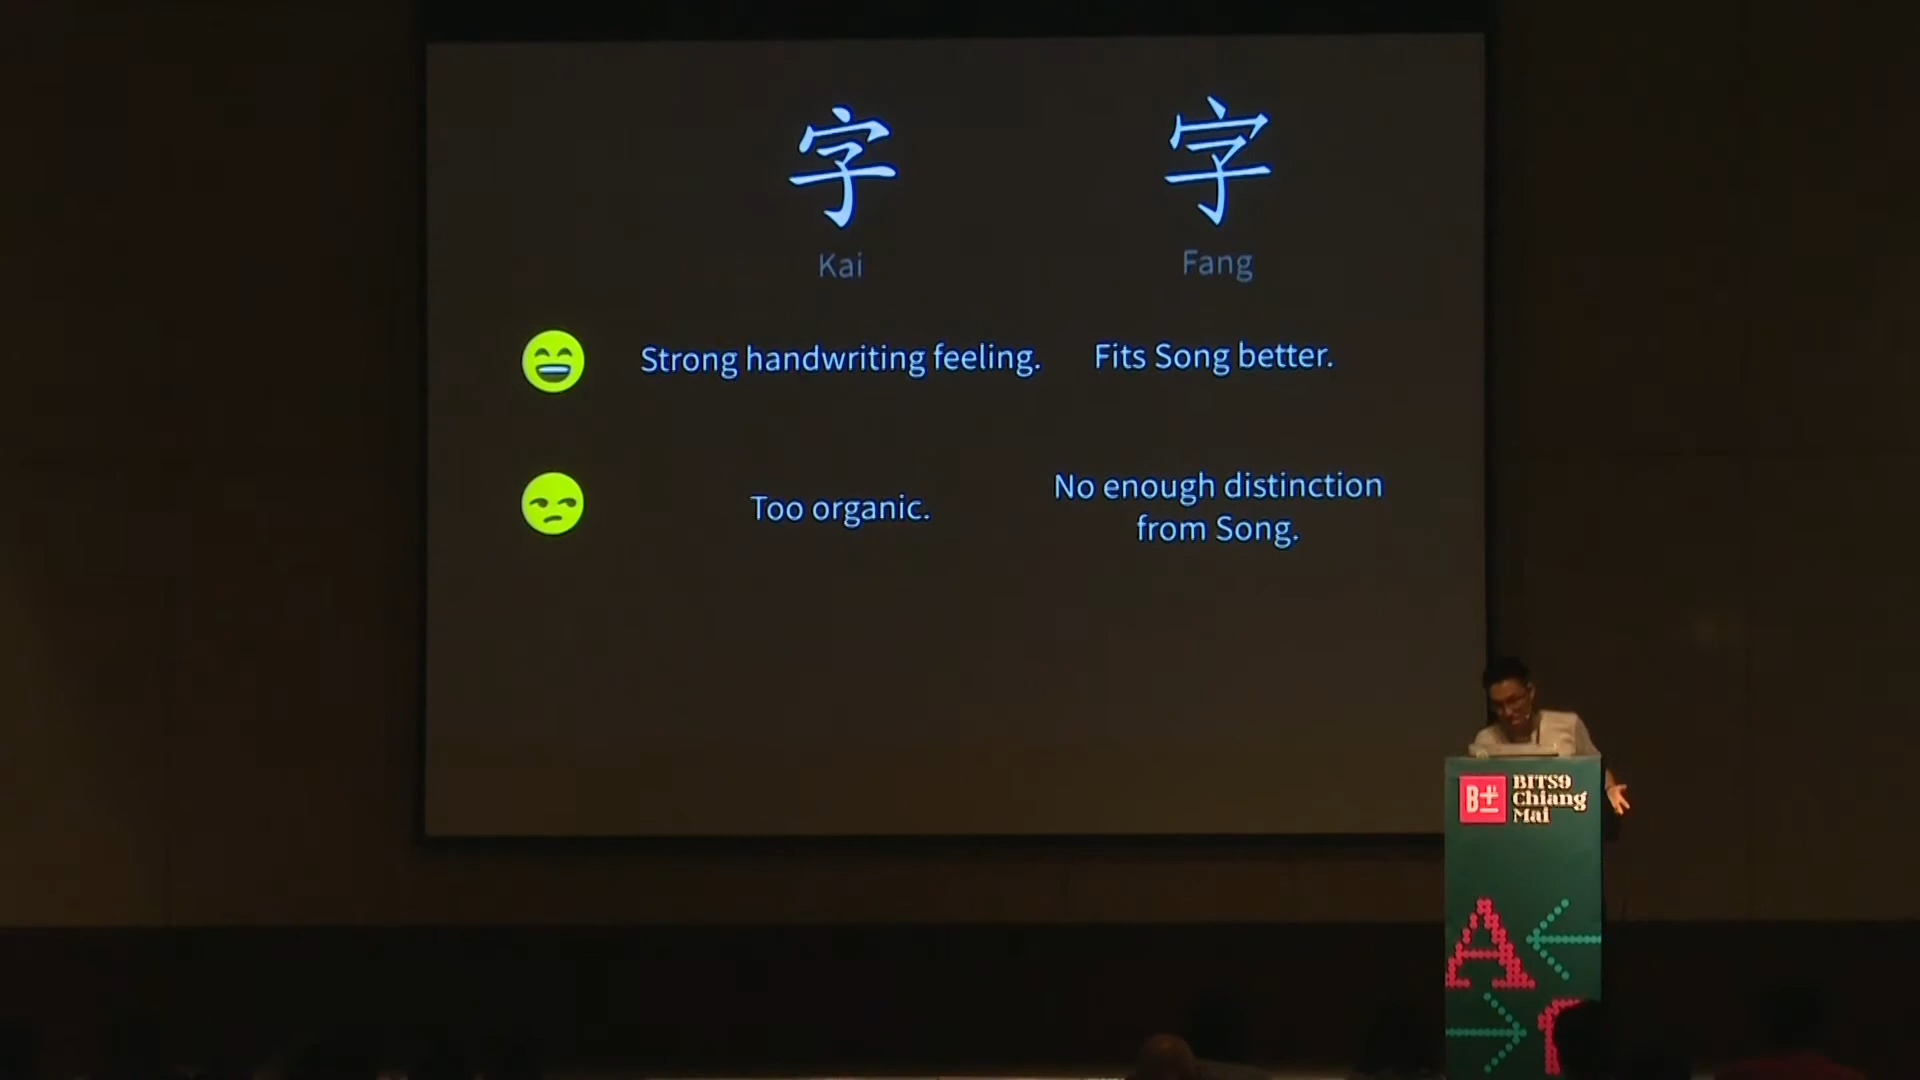 字 字
Kai Fang
Strong handwriting feeling. Fits Song better.
Too organic. No enough distinction
from Song.
B±
BITS9
Chiang
Mai
A